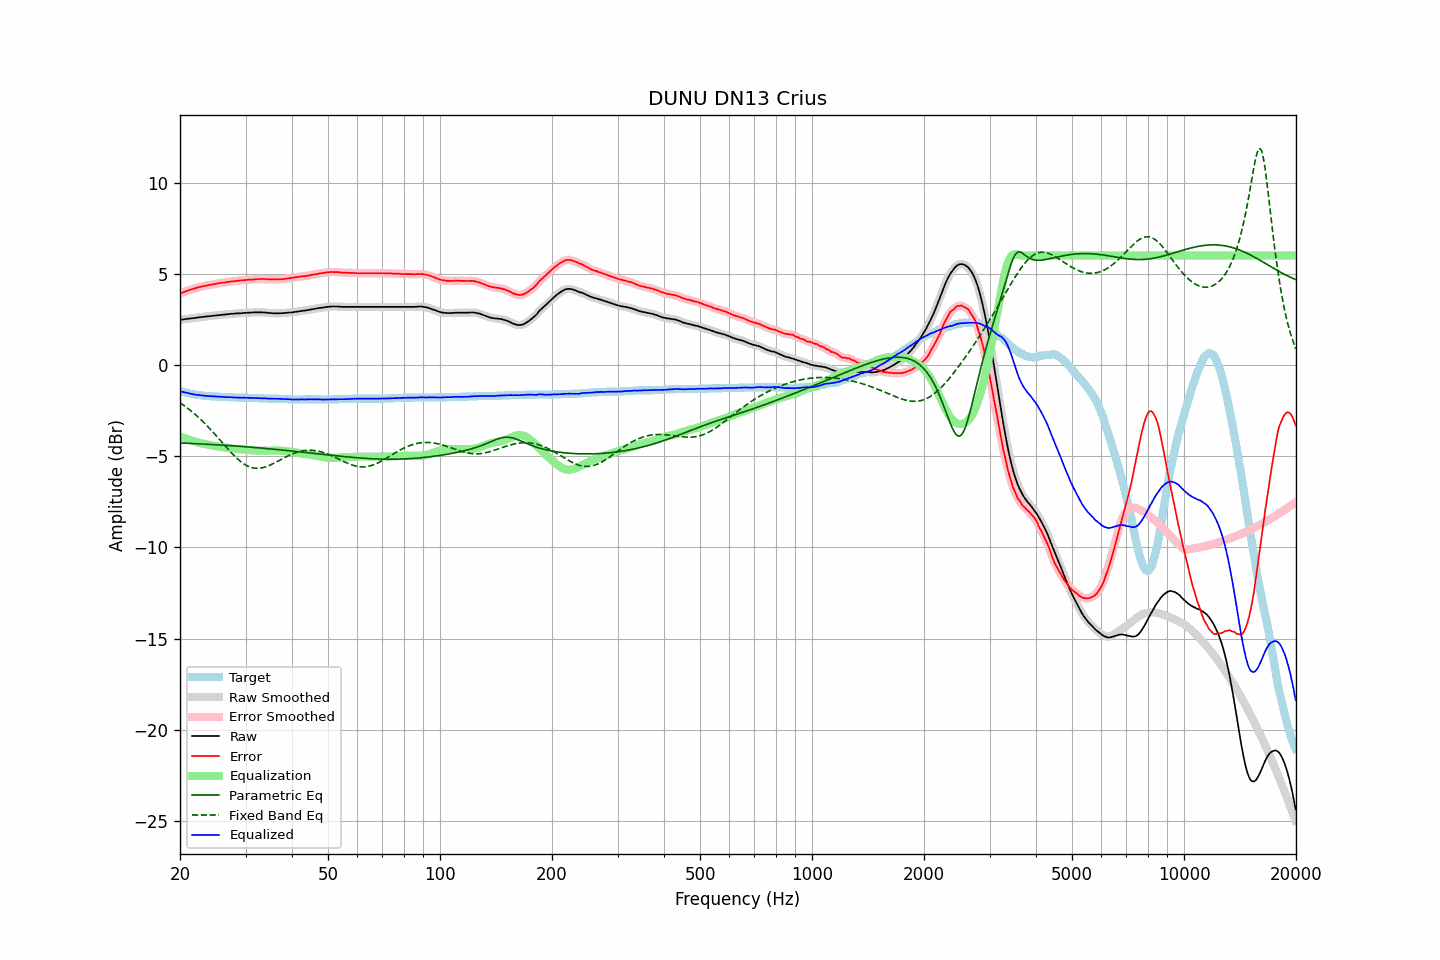 DUNU DN13 Crius
Amplitude (dBr)
10
5
0
−5
−10
−15
−20
−25
Target
Raw Smoothed
Error Smoothed
Raw
Error
Equalization
Parametric Eq
Fixed Band Eq
Equalized
20 50 100 200 500 1000 2000 5000 10000 20000
Frequency (Hz)